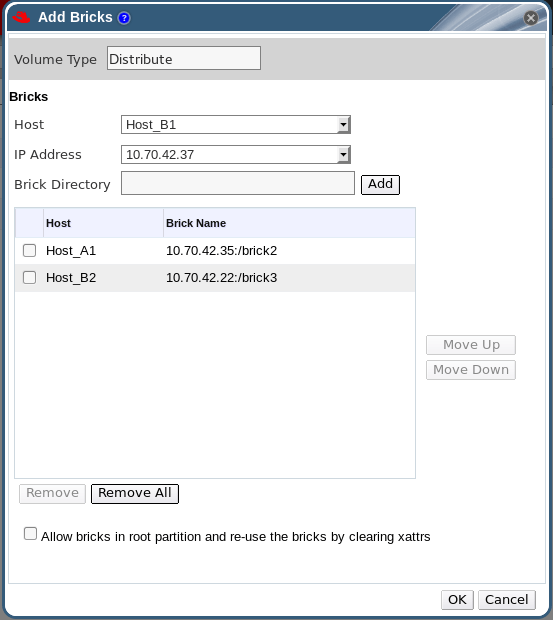 Add Bricks ?
Volume Type Distribute
Bricks
Host Host_B1
IP Address 10.70.42.37
Brick Directory Add
Host Brick Name
Host_A1 10.70.42.35:/brick2
Host_B2 10.70.42.22:/brick3
Move Up
Move Down
Remove Remove All
Allow bricks in root partition and re-use the bricks by clearing xattrs
OK Cancel